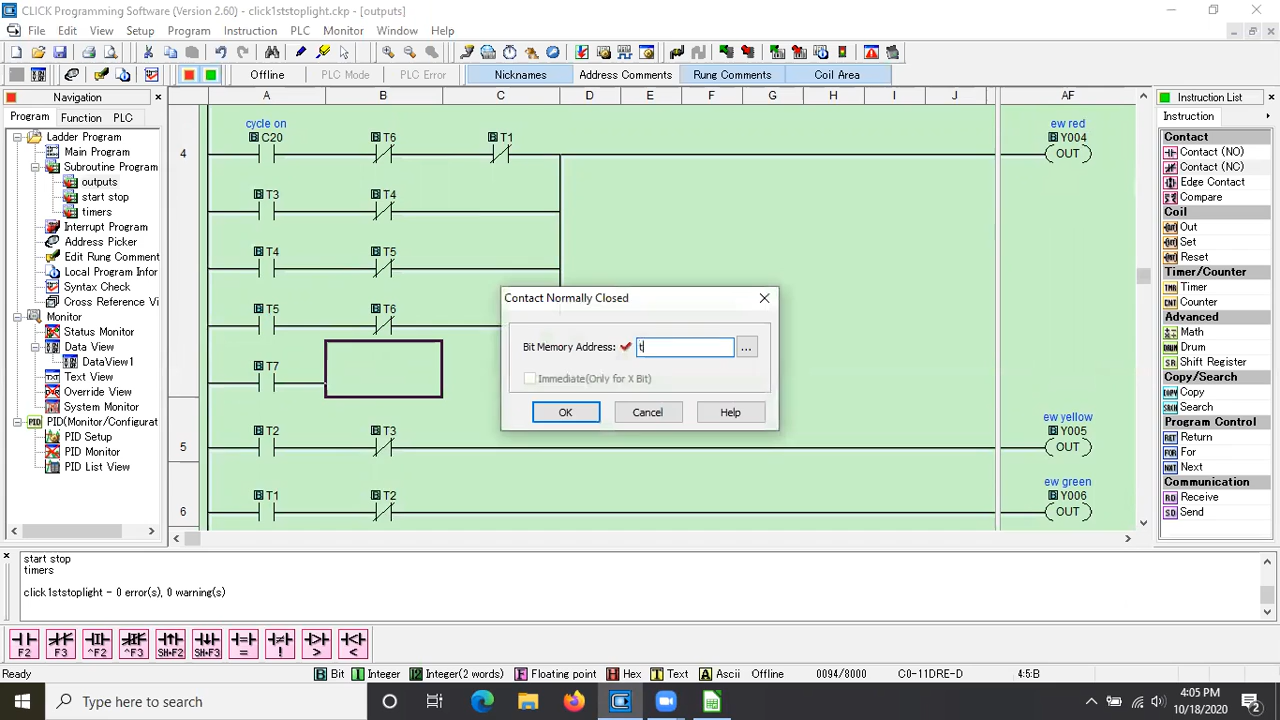 CLICK Programming Software (Version 2.60) - click1ststoplight.ckp - [outputs]
File Edit View Setup Program Instruction PLC Monitor Window Help
Offline PLC Mode PLC Error Nicknames Address Comments Rung Comments Coil Area
Navigation
Program Function PLC
Ladder Program
Main Program
Subroutine Program
outputs
start stop
timers
Interrupt Program
Address Picker
Edit Rung Comment
Local Program Infor
Syntax Check
Cross Reference Vi
Monitor
Status Monitor
Data View
DataView1
Text View
Override View
System Monitor
PID(Monitor/Configurat
PID Setup
PID Monitor
PID List View
A B C D E F G H I J AF
cycle on ew red
B C20 B T6 B T1 B Y004
4 OUT
B T3 B T4
B T4 B T5
B T5 B T6
B T7
ew yellow
B T2 B T3 B Y005
5 OUT
ew green
B T1 B T2 B Y006
6 OUT
Contact Normally Closed
Bit Memory Address: t ...
Immediate(Only for X Bit)
OK Cancel Help
Instruction List
Instruction
Contact
Contact (NO)
Contact (NC)
Edge Contact
Compare
Coil
Out
Set
Reset
Timer/Counter
Timer
Counter
Advanced
Math
Drum
Shift Register
Copy/Search
Copy
Search
Program Control
Return
For
Next
Communication
Receive
Send
start stop
timers
click1ststoplight - 0 error(s), 0 warning(s)
F2 F3 ^F2 ^F3 SH+F2 SH+F3 = ! > <
Ready B Bit I Integer I2 Integer(2 words) F Floating point H Hex T Text A Ascii Offline 0094/8000 C0-11DRE-D 4:5:B
Type here to search
4:05 PM
10/18/2020
2